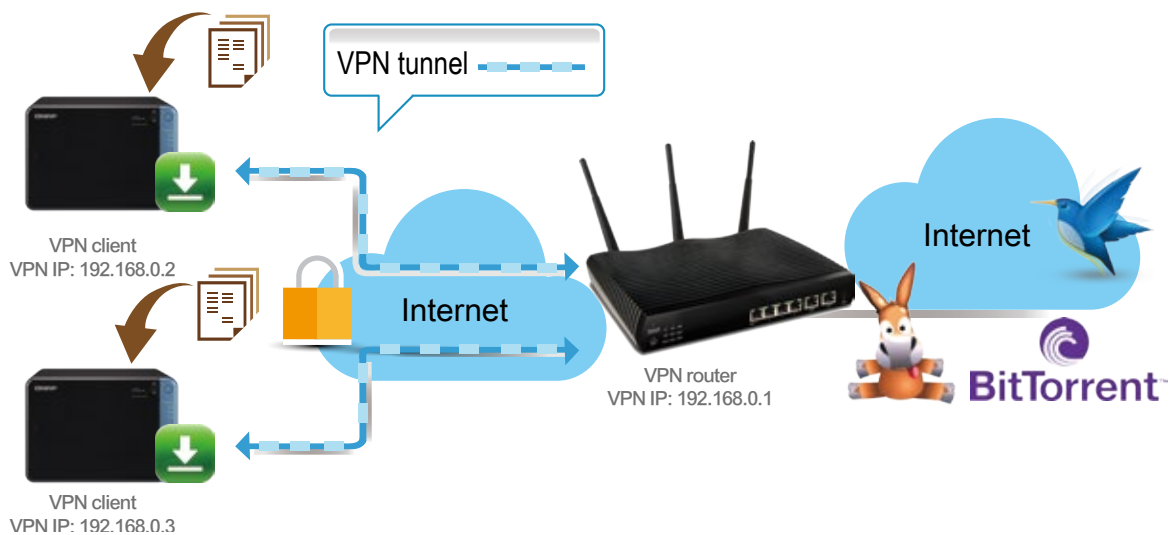 VPN tunnel
VPN client
VPN IP: 192.168.0.2
Internet
VPN router
VPN IP: 192.168.0.1
Internet
BitTorrent
VPN client
VPN IP: 192.168.0.3